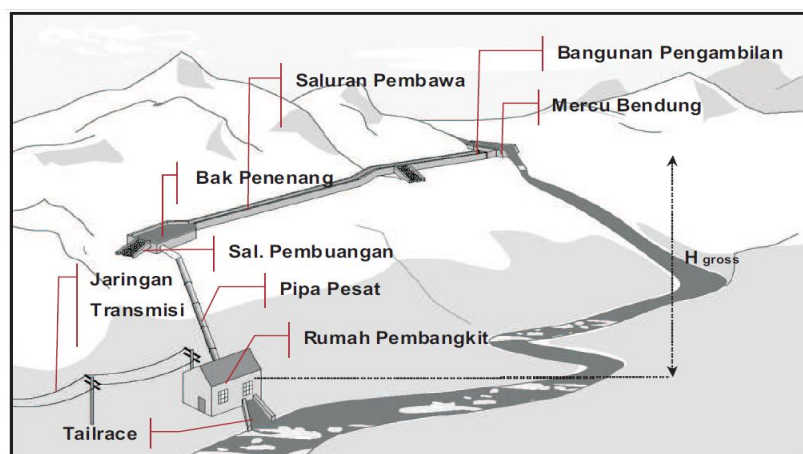 Bangunan Pengambilan
Saluran Pembawa
Mercu Bendung
Bak Penenang
Sal. Pembuangan
H gross
Jaringan
Transmisi
Pipa Pesat
Rumah Pembangkit
Tailrace